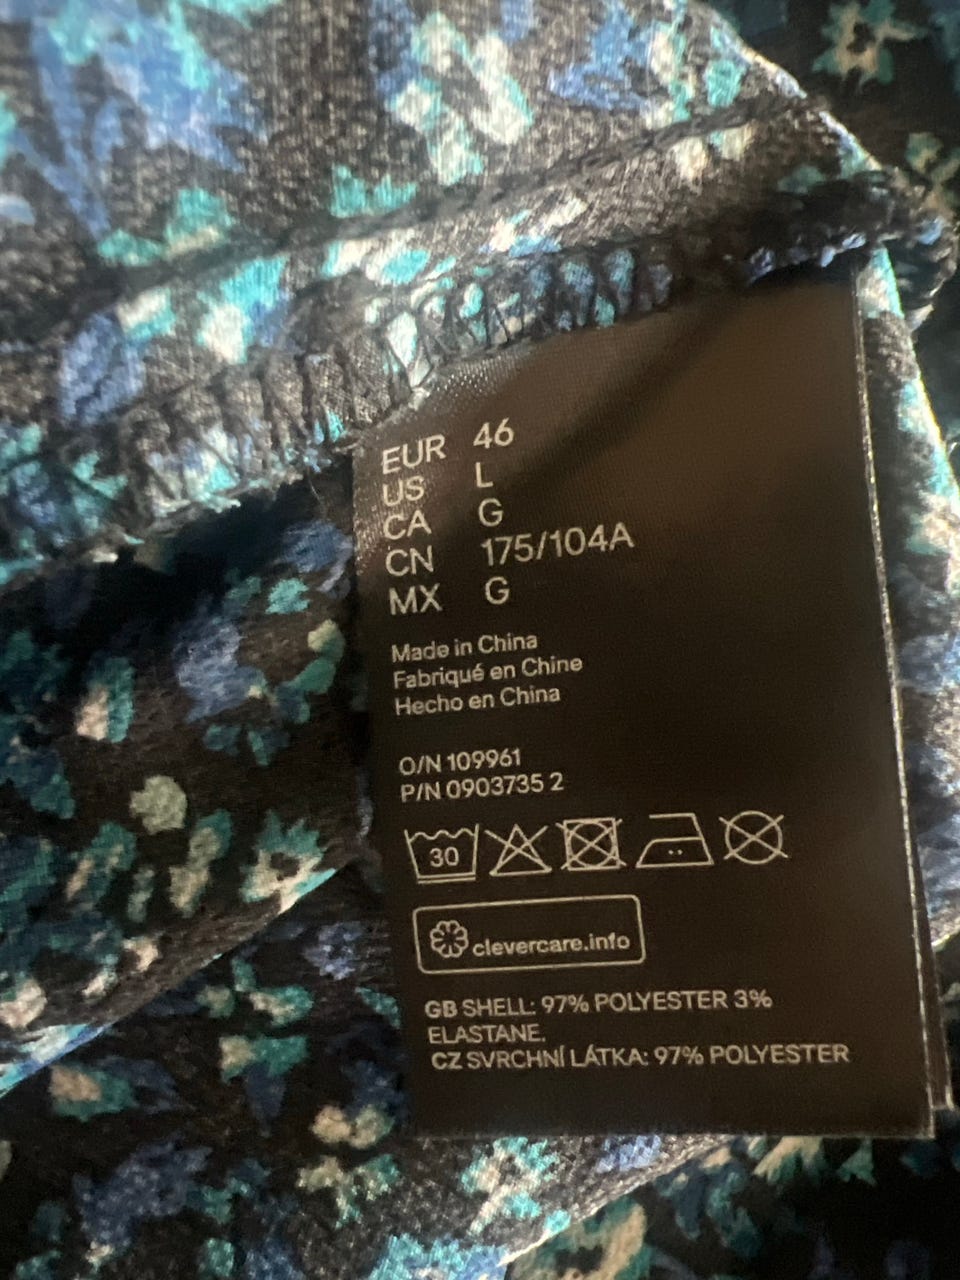 EUR 46
US L
CA G
CN 175/104A
MX G
Made in China
Fabriqué en Chine
Hecho en China
O/N 109961
P/N 0903735 2
30
clevercare.info
GB SHELL: 97% POLYESTER 3%
ELASTANE.
CZ SVRCHNÍ LÁTKA: 97% POLYESTER